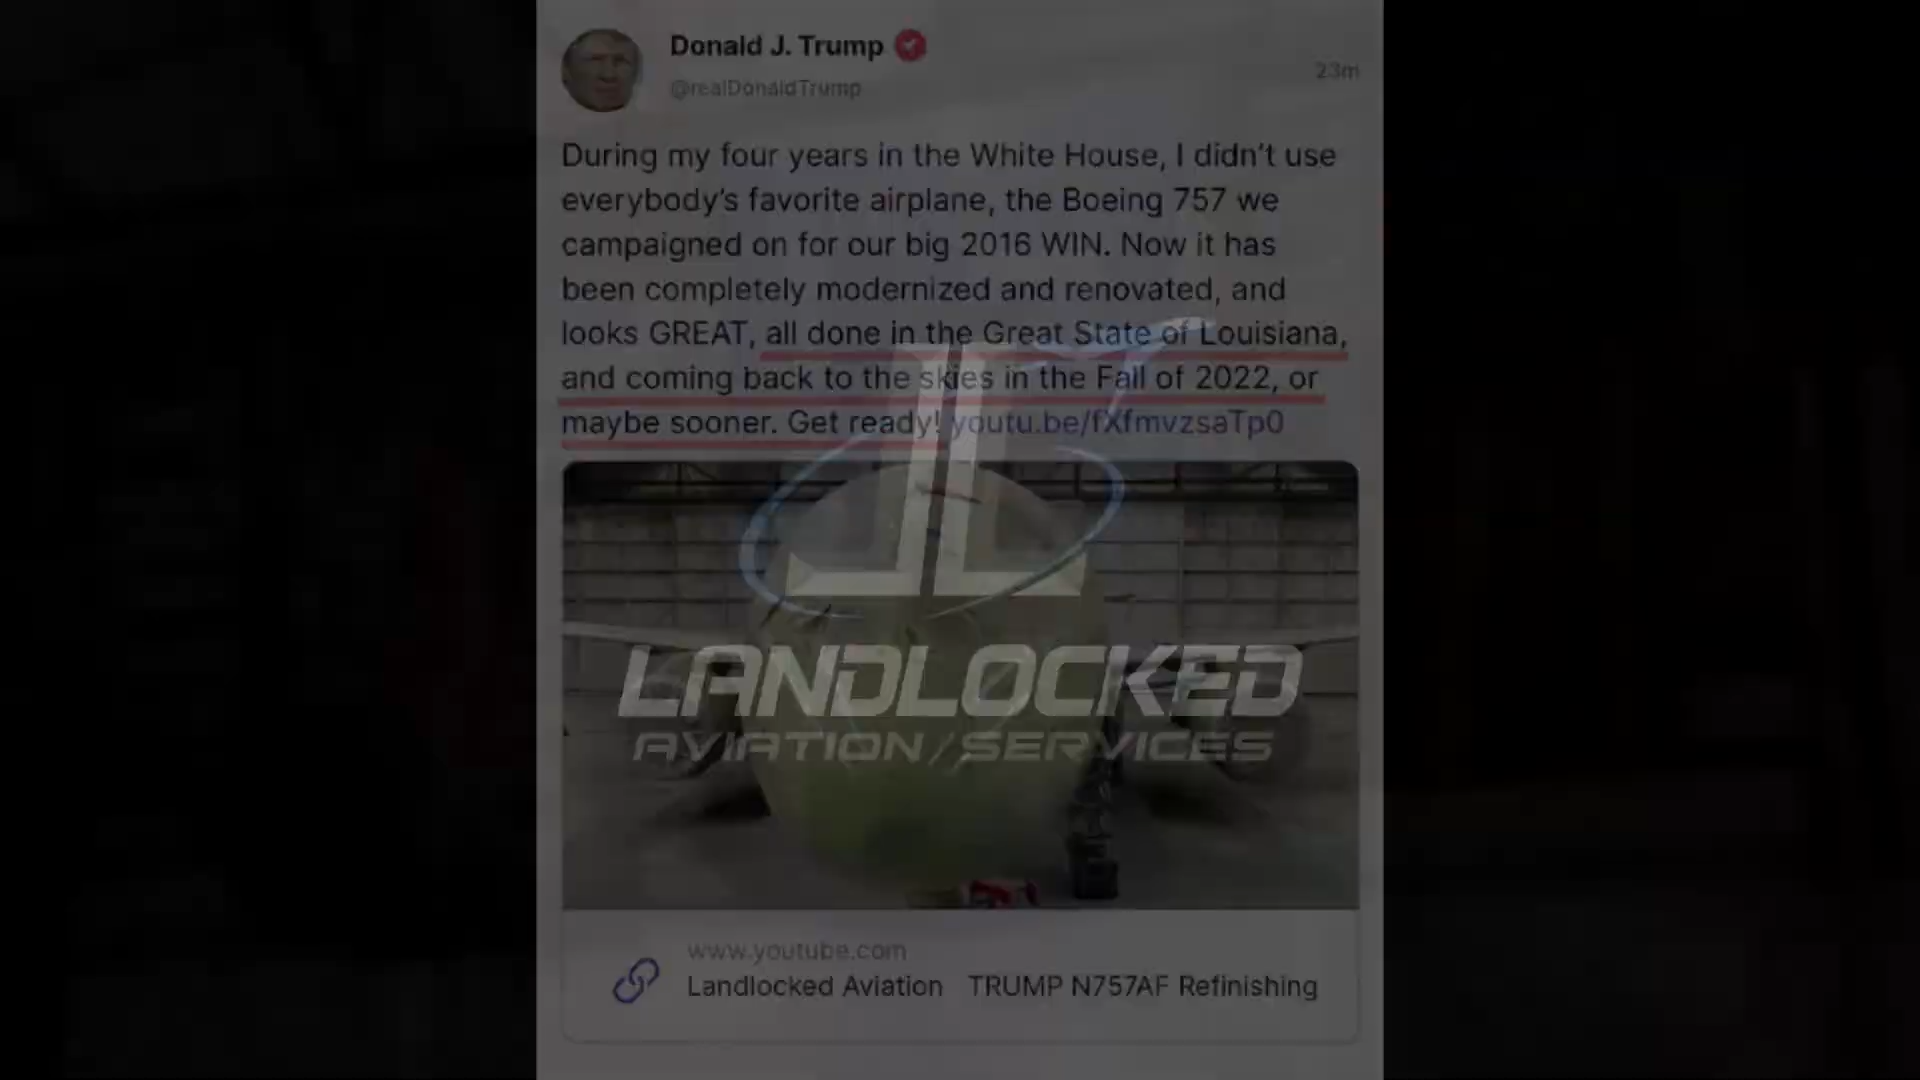 Donald J. Trump
@realDonaldTrump
23m
During my four years in the White House, I didn't use
everybody's favorite airplane, the Boeing 757 we
campaigned on for our big 2016 WIN. Now it has
been completely modernized and renovated, and
looks GREAT, all done in the Great State of Louisiana,
and coming back to the skies in the Fall of 2022, or
maybe sooner. Get ready! youtu.be/fXfmvzsaTp0
LANDLOCKED
AVIATION/SERVICES
www.youtube.com
Landlocked Aviation TRUMP N757AF Refinishing